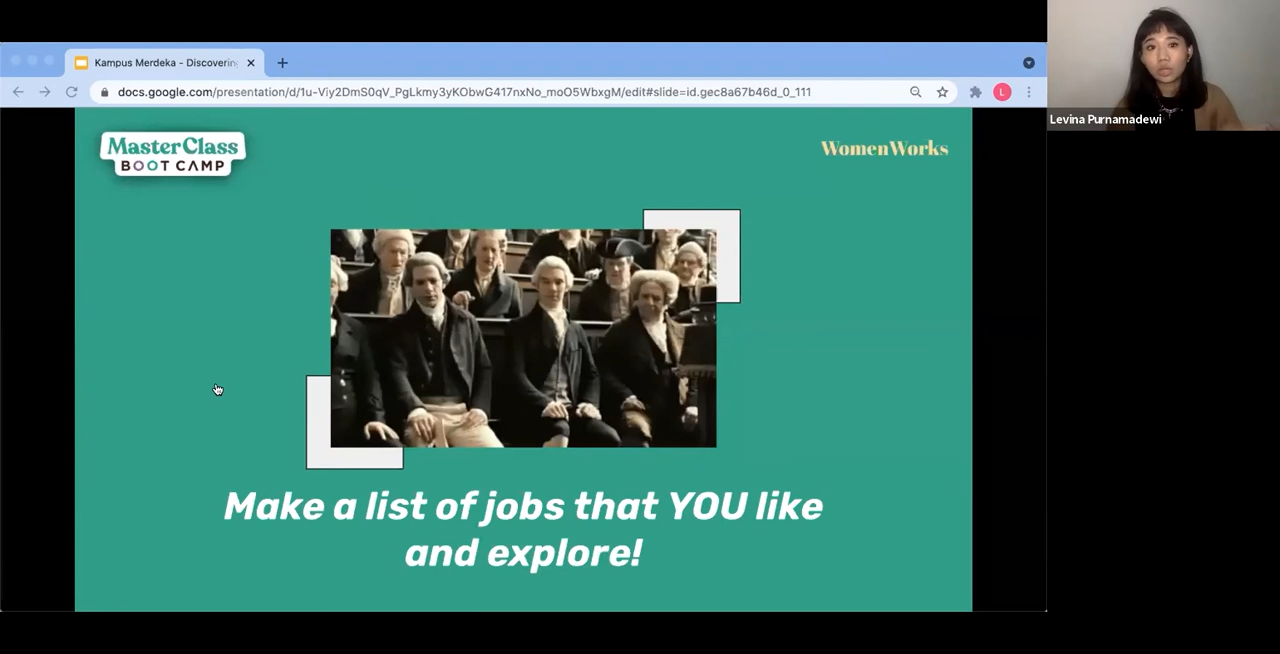 Kampus Merdeka - Discovering
docs.google.com/presentation/d/1u-Viy2DmS0qV_PgLkmy3yKObwG417nxNo_moO5WbxgM/edit#slide=id.gec8a67b46d_0_111
L
Levina Purnamadewi
MasterClass
BOOT CAMP
WomenWorks
Make a list of jobs that YOU like
and explore!